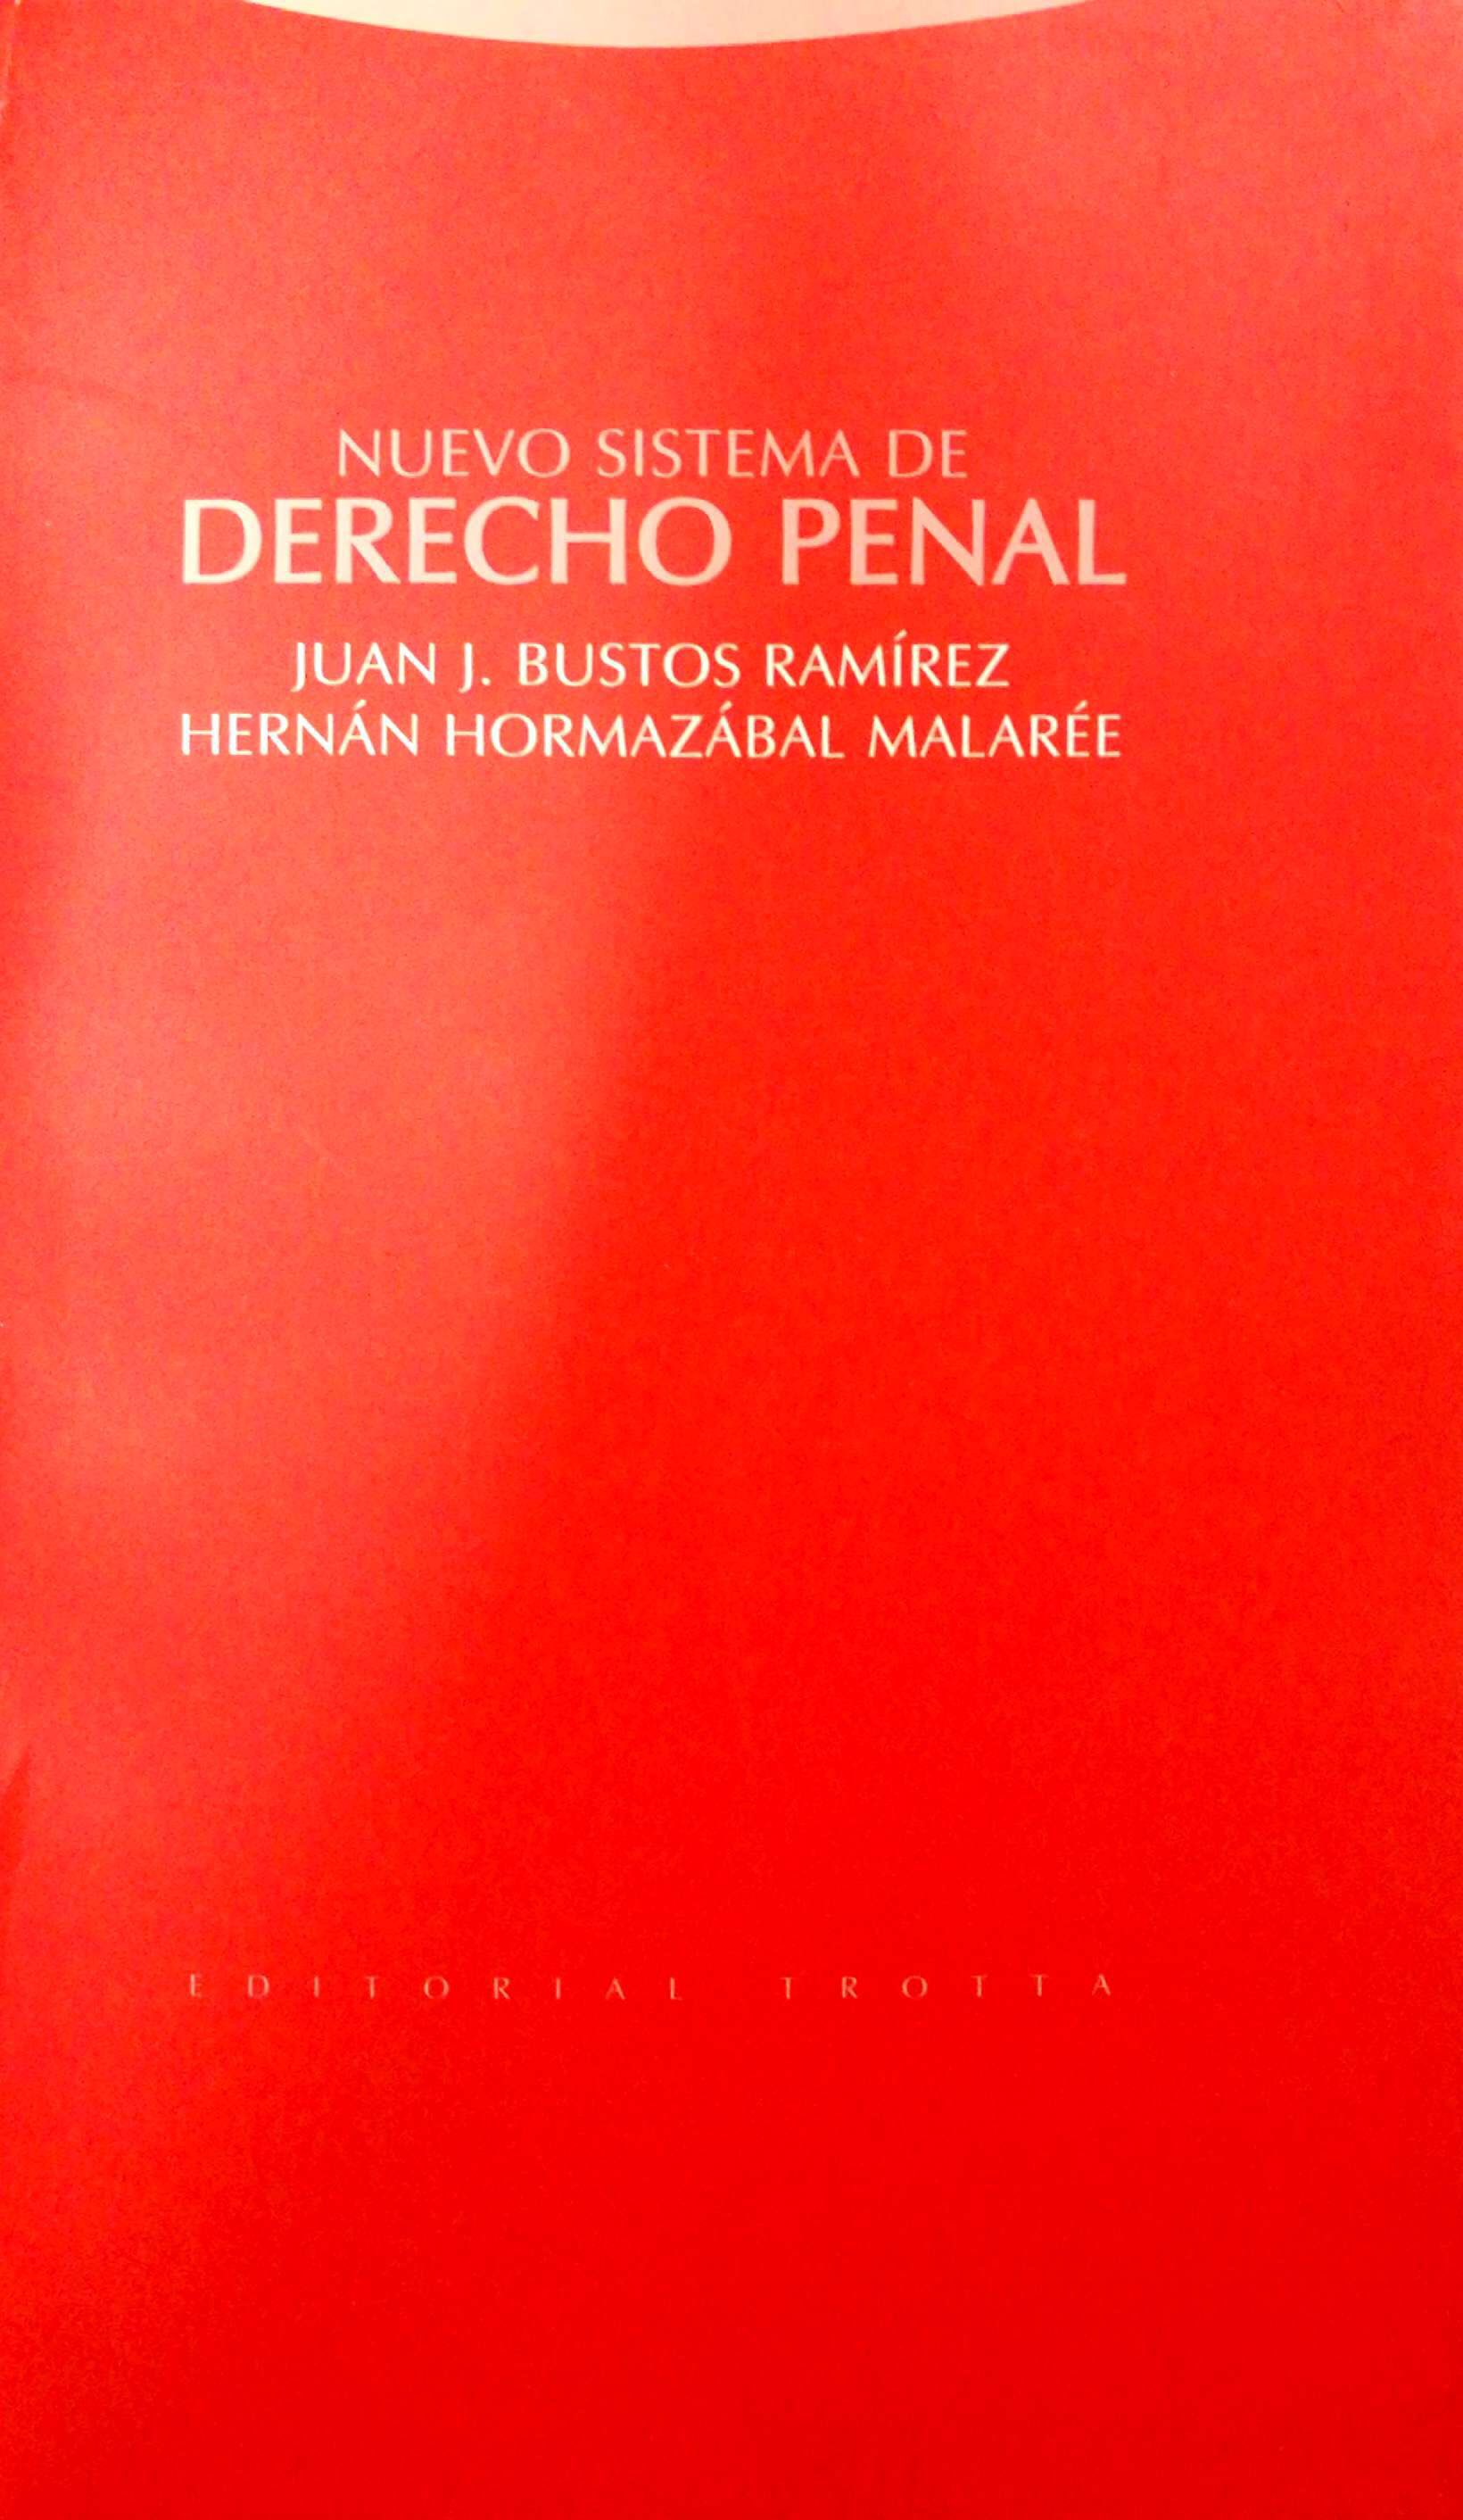 NUEVO SISTEMA DE
DERECHO PENAL
JUAN J. BUSTOS RAMÍREZ
HERNÁN HORMAZÁBAL MALARÉE
EDITORIAL TROTTA